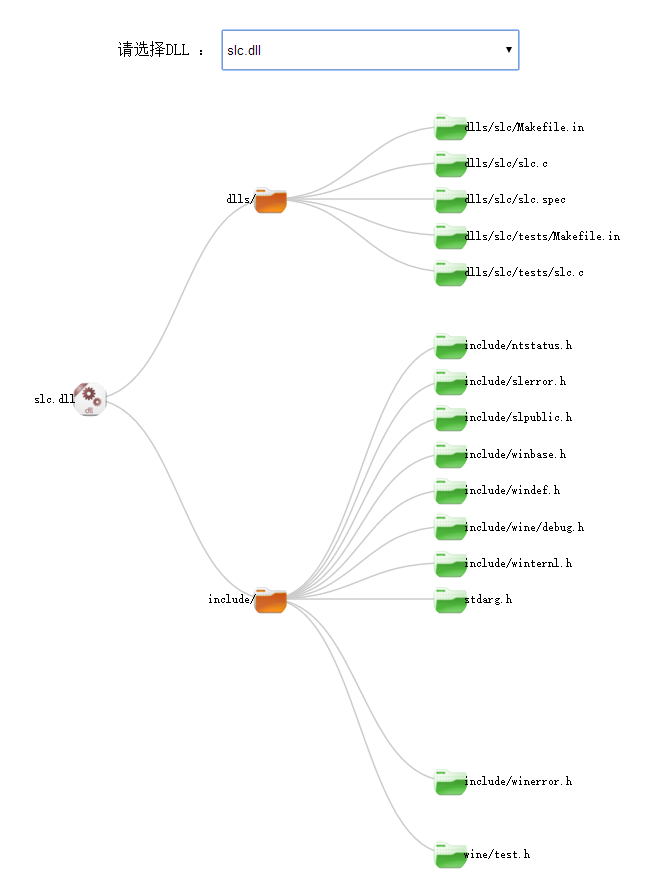 请选择DLL ：
slc.dll
dlls/slc/Makefile.in
dlls/slc/slc.c
dlls/
dlls/slc/slc.spec
dlls/slc/tests/Makefile.in
dlls/slc/tests/slc.c
include/ntstatus.h
include/slerror.h
slc.dll
dll
include/slpublic.h
include/winbase.h
include/windef.h
include/wine/debug.h
include/winternl.h
include/
stdarg.h
include/winerror.h
wine/test.h